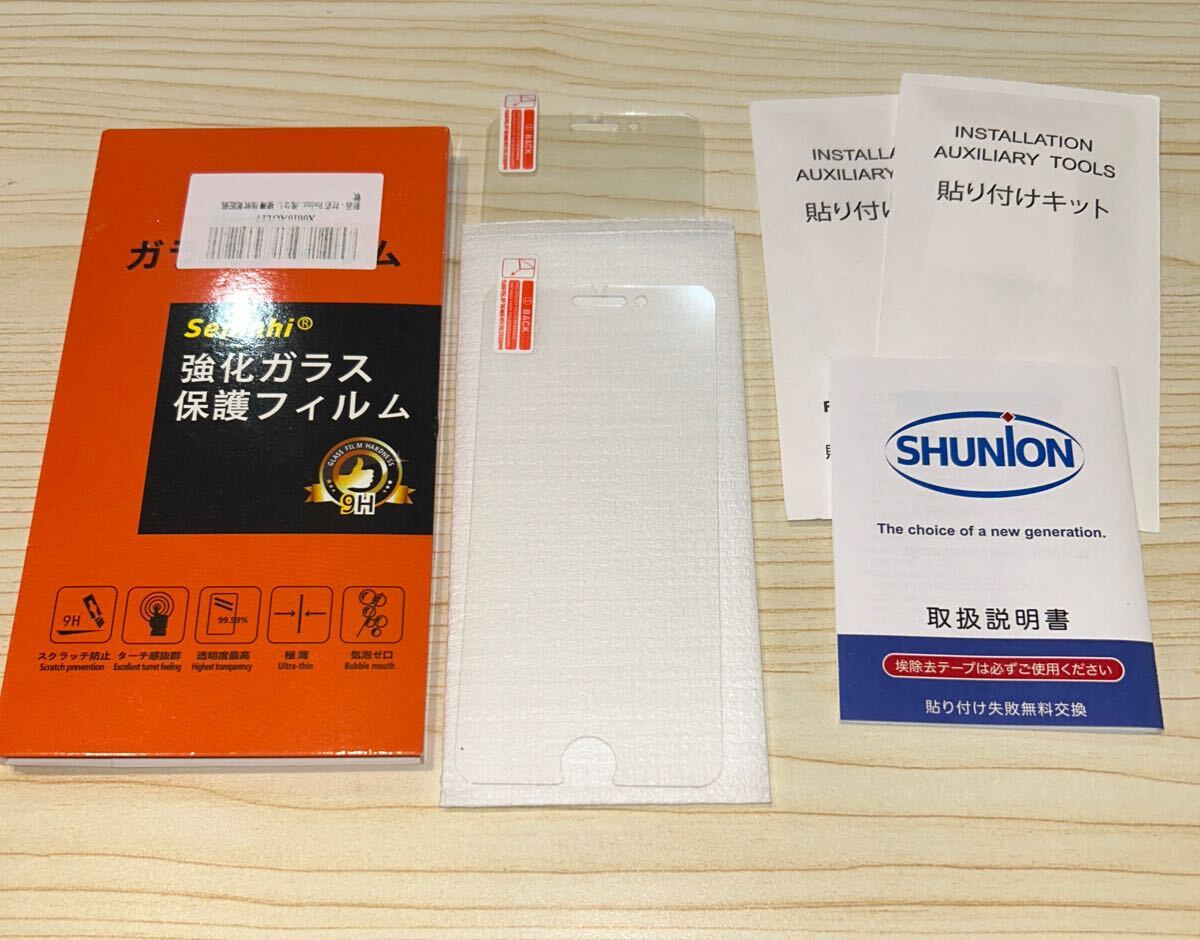 ガ
ム
Se
hi®
強化ガラス
保護フィルム
GLASS FILM HARDNESS
9H
9H
99.99%
スクラッチ防止
Scratch prevention
ターチ感抜群
Excellent turret feeling
透明度最高
Highest transparency
極薄
Ultra-thin
気泡ゼロ
Bubble mouth
BACK
BACK
INSTALLA
AUXILIARY
貼り付い
INSTALLATION
AUXILIARY TOOLS
貼り付けキット
SHUNION
The choice of a new generation.
取扱説明書
埃除去テープは必ずご使用ください
貼り付け失敗無料交換